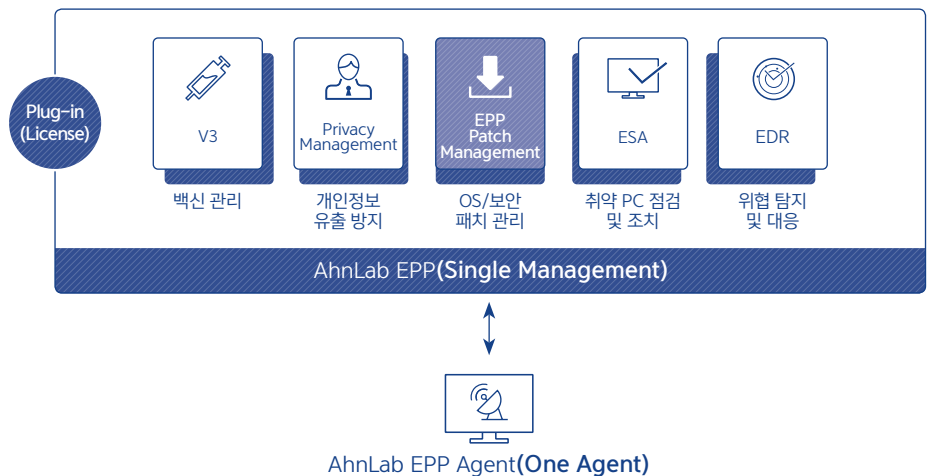 Plug-in
(License)
V3
Privacy
Management
EPP
Patch
Management
ESA
EDR
백신 관리
개인정보
유출 방지
OS/보안
패치 관리
취약 PC 점검
및 조치
위협 탐지
및 대응
AhnLab EPP(Single Management)
AhnLab EPP Agent(One Agent)